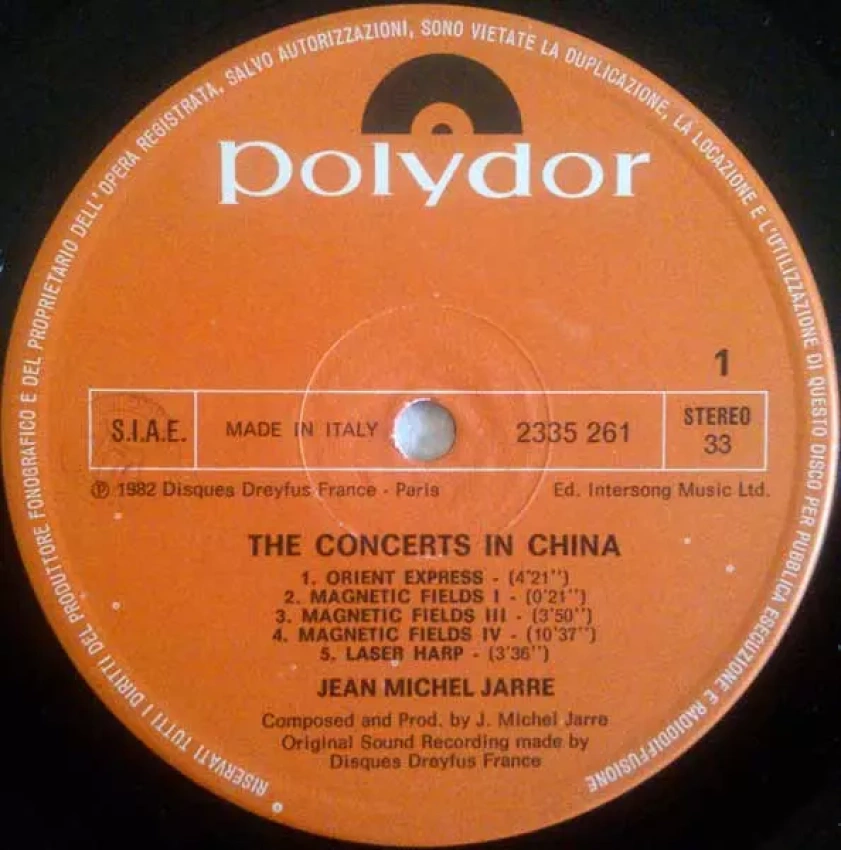 RISERVATI TUTTI I DIRITTI DEL PRODUTTORE FONOGRAFICO E DEL PROPRIETARIO DELL'OPERA REGISTRATA, SALVO AUTORIZZAZIONI, SONO VIETATE LA DUPLICAZIONE, LA LOCAZIONE E L'UTILIZZAZIONE DI QUESTO DISCO PER PUBBLICA ESECUZIONE E RADIODIFFUSIONE
polydor
1
S.I.A.E. MADE IN ITALY 2335 261 STEREO
33
℗ 1982 Disques Dreyfus France - Paris Ed. Intersong Music Ltd.
THE CONCERTS IN CHINA
1. ORIENT EXPRESS - (4'21'')
2. MAGNETIC FIELDS I - (0'21'')
3. MAGNETIC FIELDS III - (3'50'')
4. MAGNETIC FIELDS IV - (10'37'')
5. LASER HARP - (3'36'')
JEAN MICHEL JARRE
Composed and Prod. by J. Michel Jarre
Original Sound Recording made by
Disques Dreyfus France